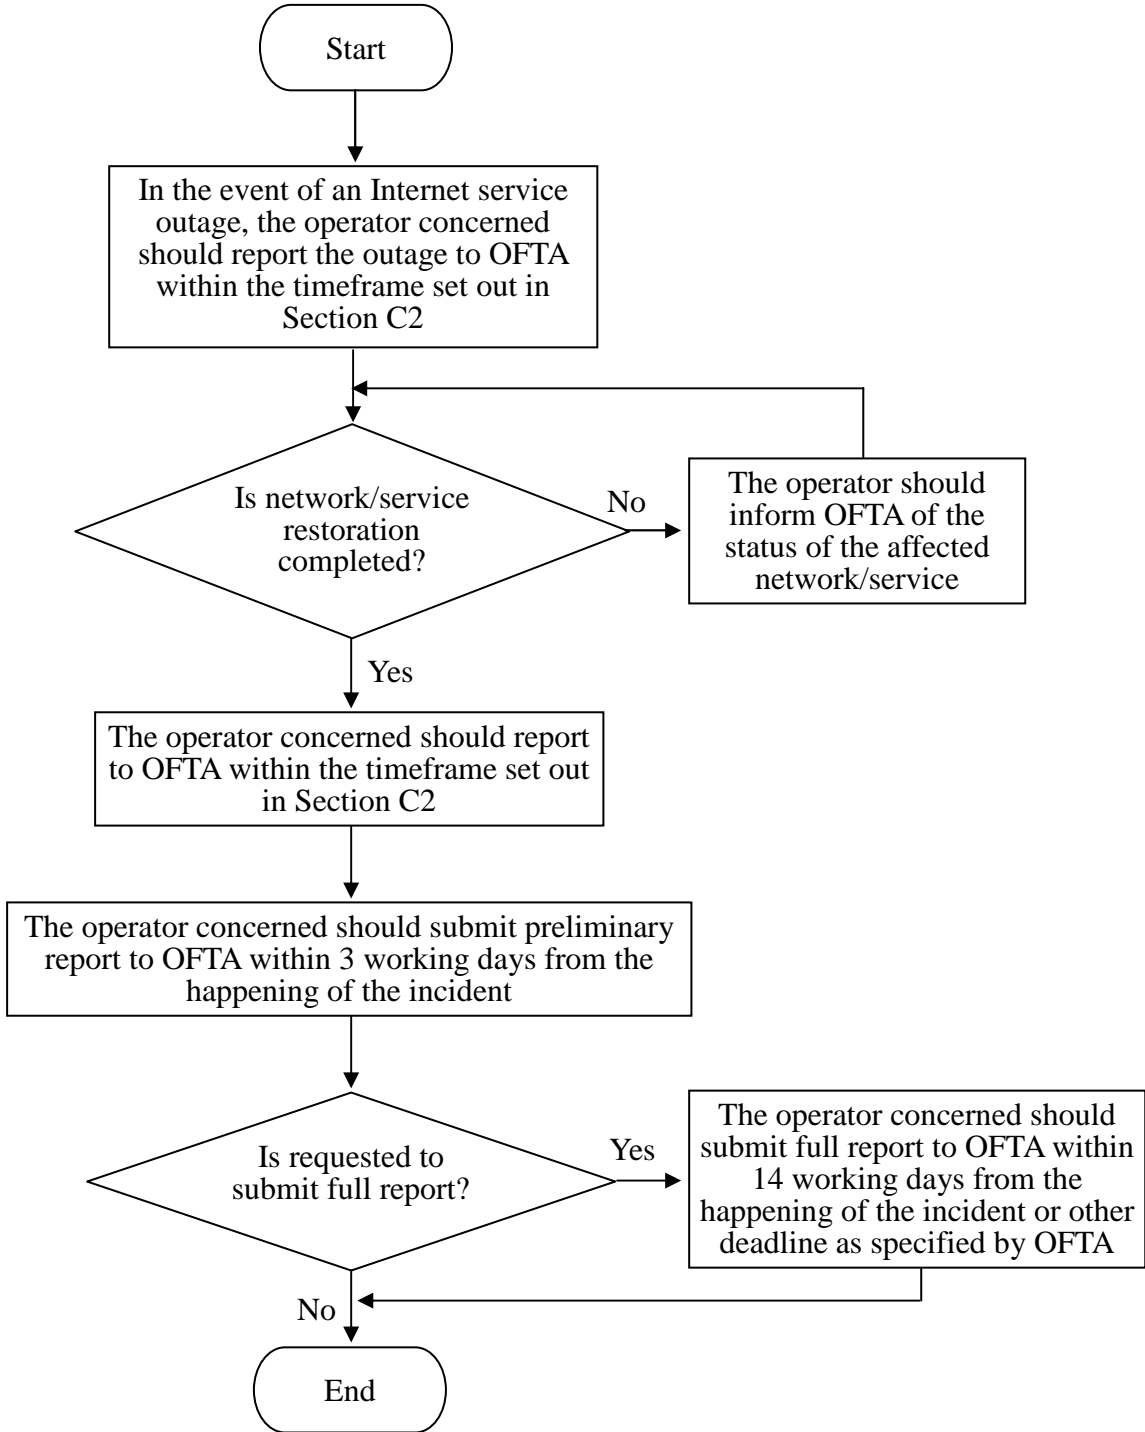 Start
In the event of an Internet service
outage, the operator concerned
should report the outage to OFTA
within the timeframe set out in
Section C2
Is network/service
restoration
completed?
No
The operator should
inform OFTA of the
status of the affected
network/service
Yes
The operator concerned should report
to OFTA within the timeframe set out
in Section C2
The operator concerned should submit preliminary
report to OFTA within 3 working days from the
happening of the incident
Is requested to
submit full report?
Yes
The operator concerned should
submit full report to OFTA within
14 working days from the
happening of the incident or other
deadline as specified by OFTA
No
End